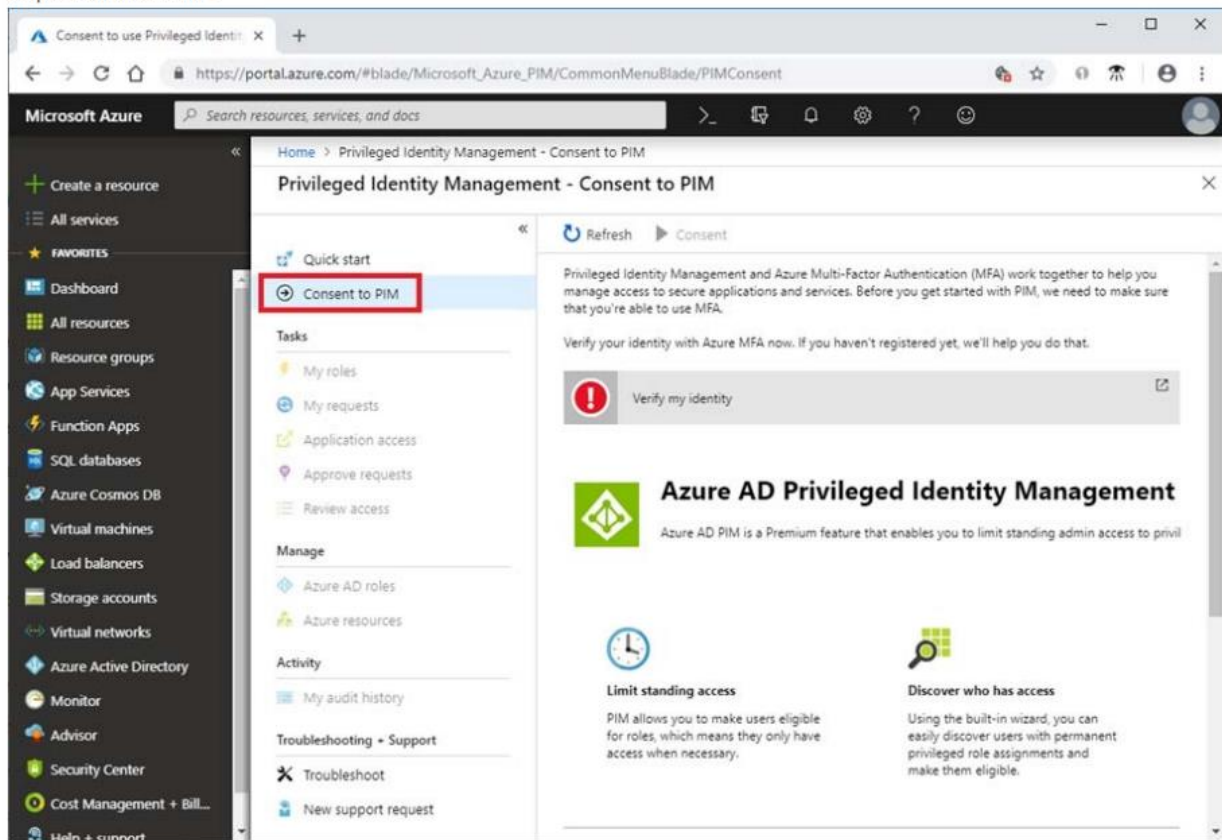 Consent to use Privileged Identit
https://portal.azure.com/#blade/Microsoft_Azure_PIM/CommonMenuBlade/PIMConsent
Microsoft Azure
Search resources, services, and docs
Home > Privileged Identity Management - Consent to PIM
Privileged Identity Management - Consent to PIM
Create a resource
All services
FAVORITES
Dashboard
All resources
Resource groups
App Services
Function Apps
SQL databases
Azure Cosmos DB
Virtual machines
Load balancers
Storage accounts
Virtual networks
Azure Active Directory
Monitor
Advisor
Security Center
Cost Management + Bill...
Help + support
Quick start
Consent to PIM
Tasks
My roles
My requests
Application access
Approve requests
Review access
Manage
Azure AD roles
Azure resources
Activity
My audit history
Troubleshooting + Support
Troubleshoot
New support request
Refresh
Consent
Privileged Identity Management and Azure Multi-Factor Authentication (MFA) work together to help you
manage access to secure applications and services. Before you get started with PIM, we need to make sure
that you're able to use MFA.
Verify your identity with Azure MFA now. If you haven't registered yet, we'll help you do that.
Verify my identity
Azure AD Privileged Identity Management
Azure AD PIM is a Premium feature that enables you to limit standing admin access to privil
Limit standing access
PIM allows you to make users eligible
for roles, which means they only have
access when necessary.
Discover who has access
Using the built-in wizard, you can
easily discover users with permanent
privileged role assignments and
make them eligible.